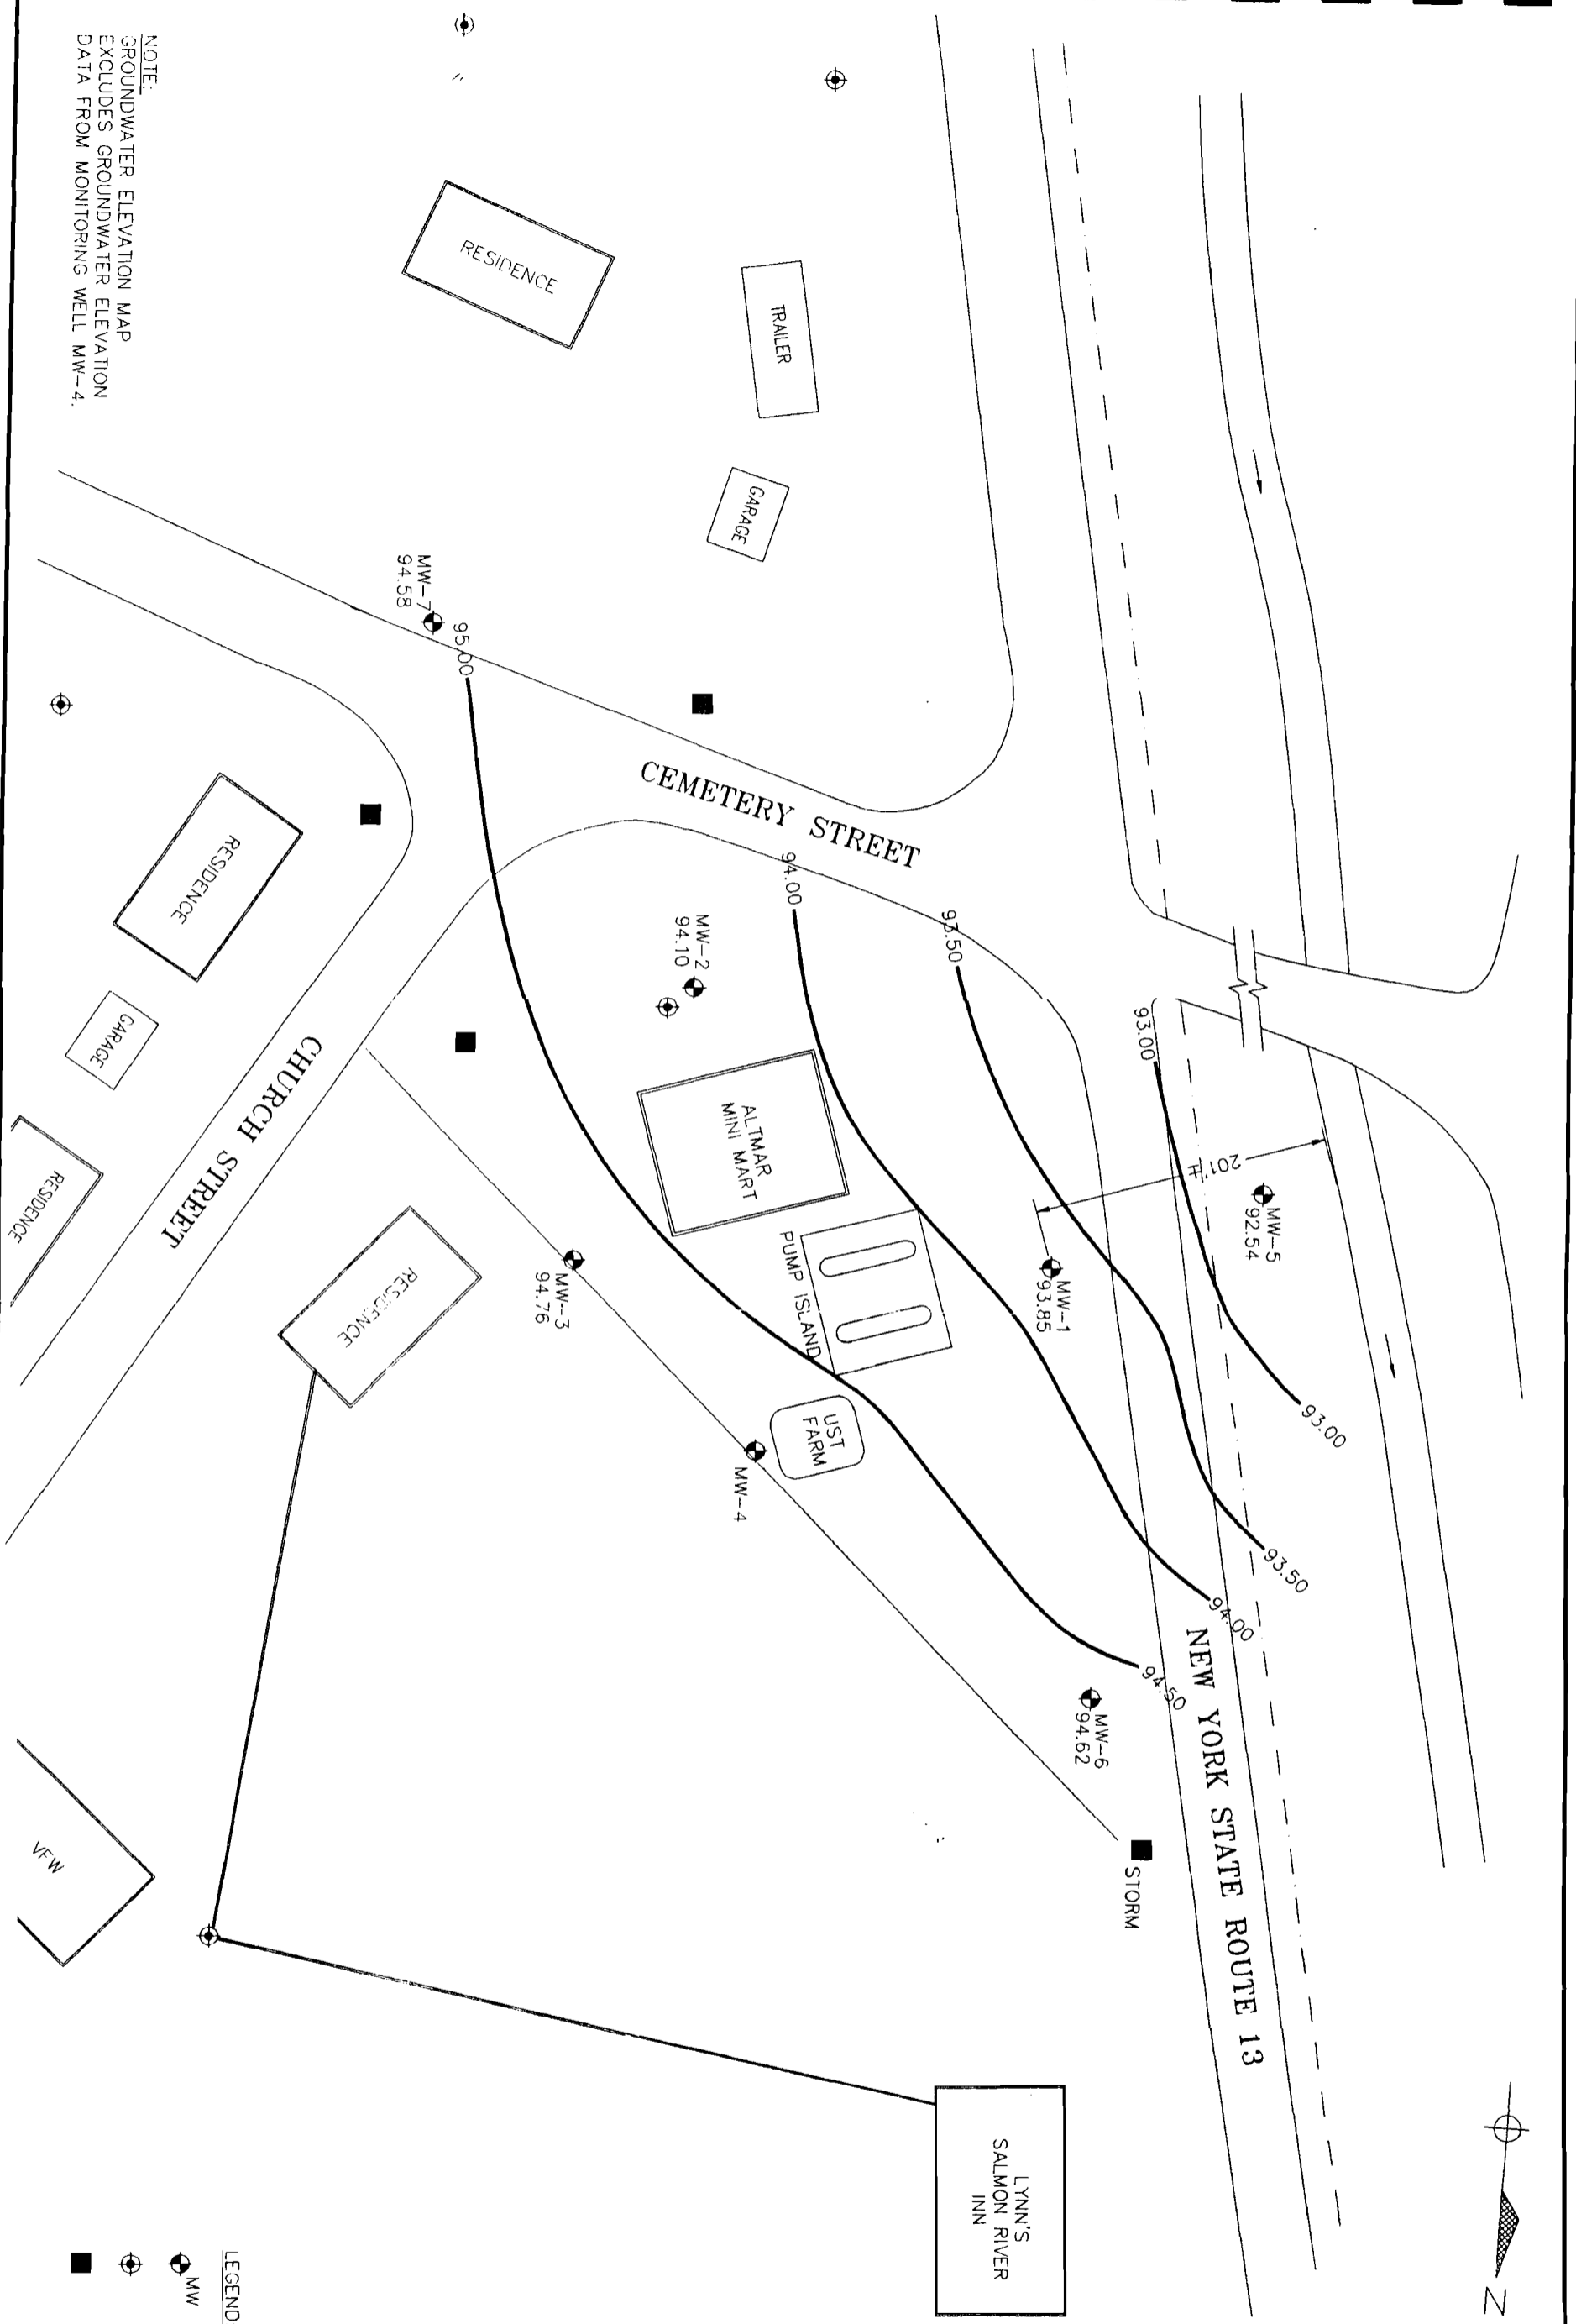 NOTE:
GROUNDWATER ELEVATION MAP
EXCLUDES GROUNDWATER ELEVATION
DATA FROM MONITORING WELL MW-4.
RESIDENCE
TRAILER
GARAGE
MW-7
94.58
95.00
CEMETERY STREET
94.00
93.50
93.00
MW-2
94.10
RESIDENCE
GARAGE
RESIDENCE
CHURCH STREET
RESIDENCE
ALTMAR
MINI MART
PUMP ISLAND
MW-3
94.76
201'±
MW-5
92.54
MW-1
93.85
UST
FARM
MW-4
93.00
93.50
94.00
94.50
MW-6
94.62
NEW YORK STATE ROUTE 13
STORM
VFW
LYNN'S
SALMON RIVER
INN
N
LEGEND
MW